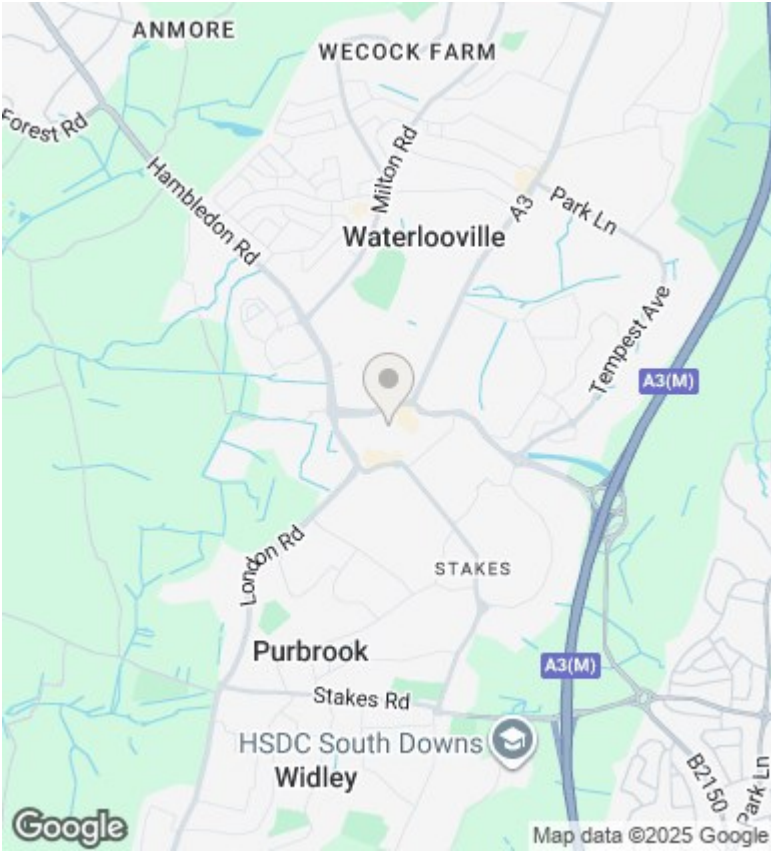 ANMORE
WECOCK FARM
Forest Rd
Hambledon Rd
Milton Rd
A3
Park Ln
Waterlooville
Tempest Ave
A3(M)
London Rd
STAKES
Purbrook
A3(M)
Stakes Rd
HSDC South Downs
Widley
B2150
Park Ln
Google
Map data ©2025 Google